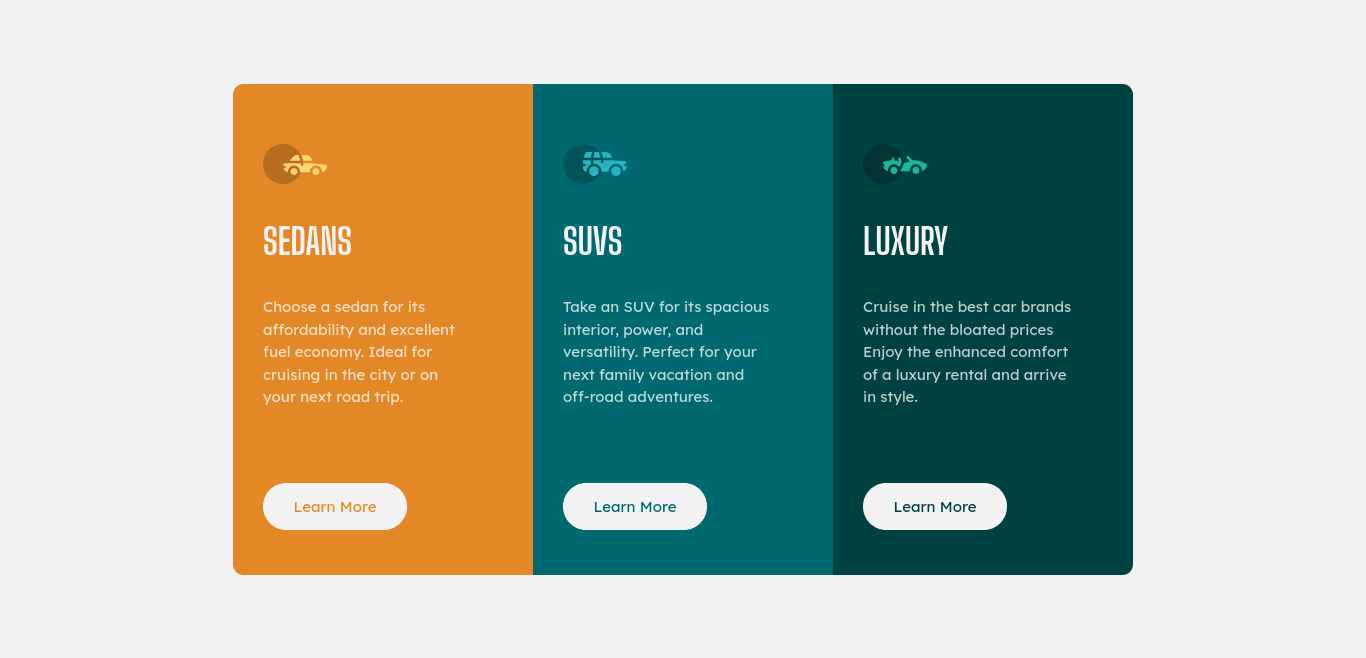 SEDANS
Choose a sedan for its
affordability and excellent
fuel economy. Ideal for
cruising in the city or on
your next road trip.
Learn More
SUVS
Take an SUV for its spacious
interior, power, and
versatility. Perfect for your
next family vacation and
off-road adventures.
Learn More
LUXURY
Cruise in the best car brands
without the bloated prices
Enjoy the enhanced comfort
of a luxury rental and arrive
in style.
Learn More